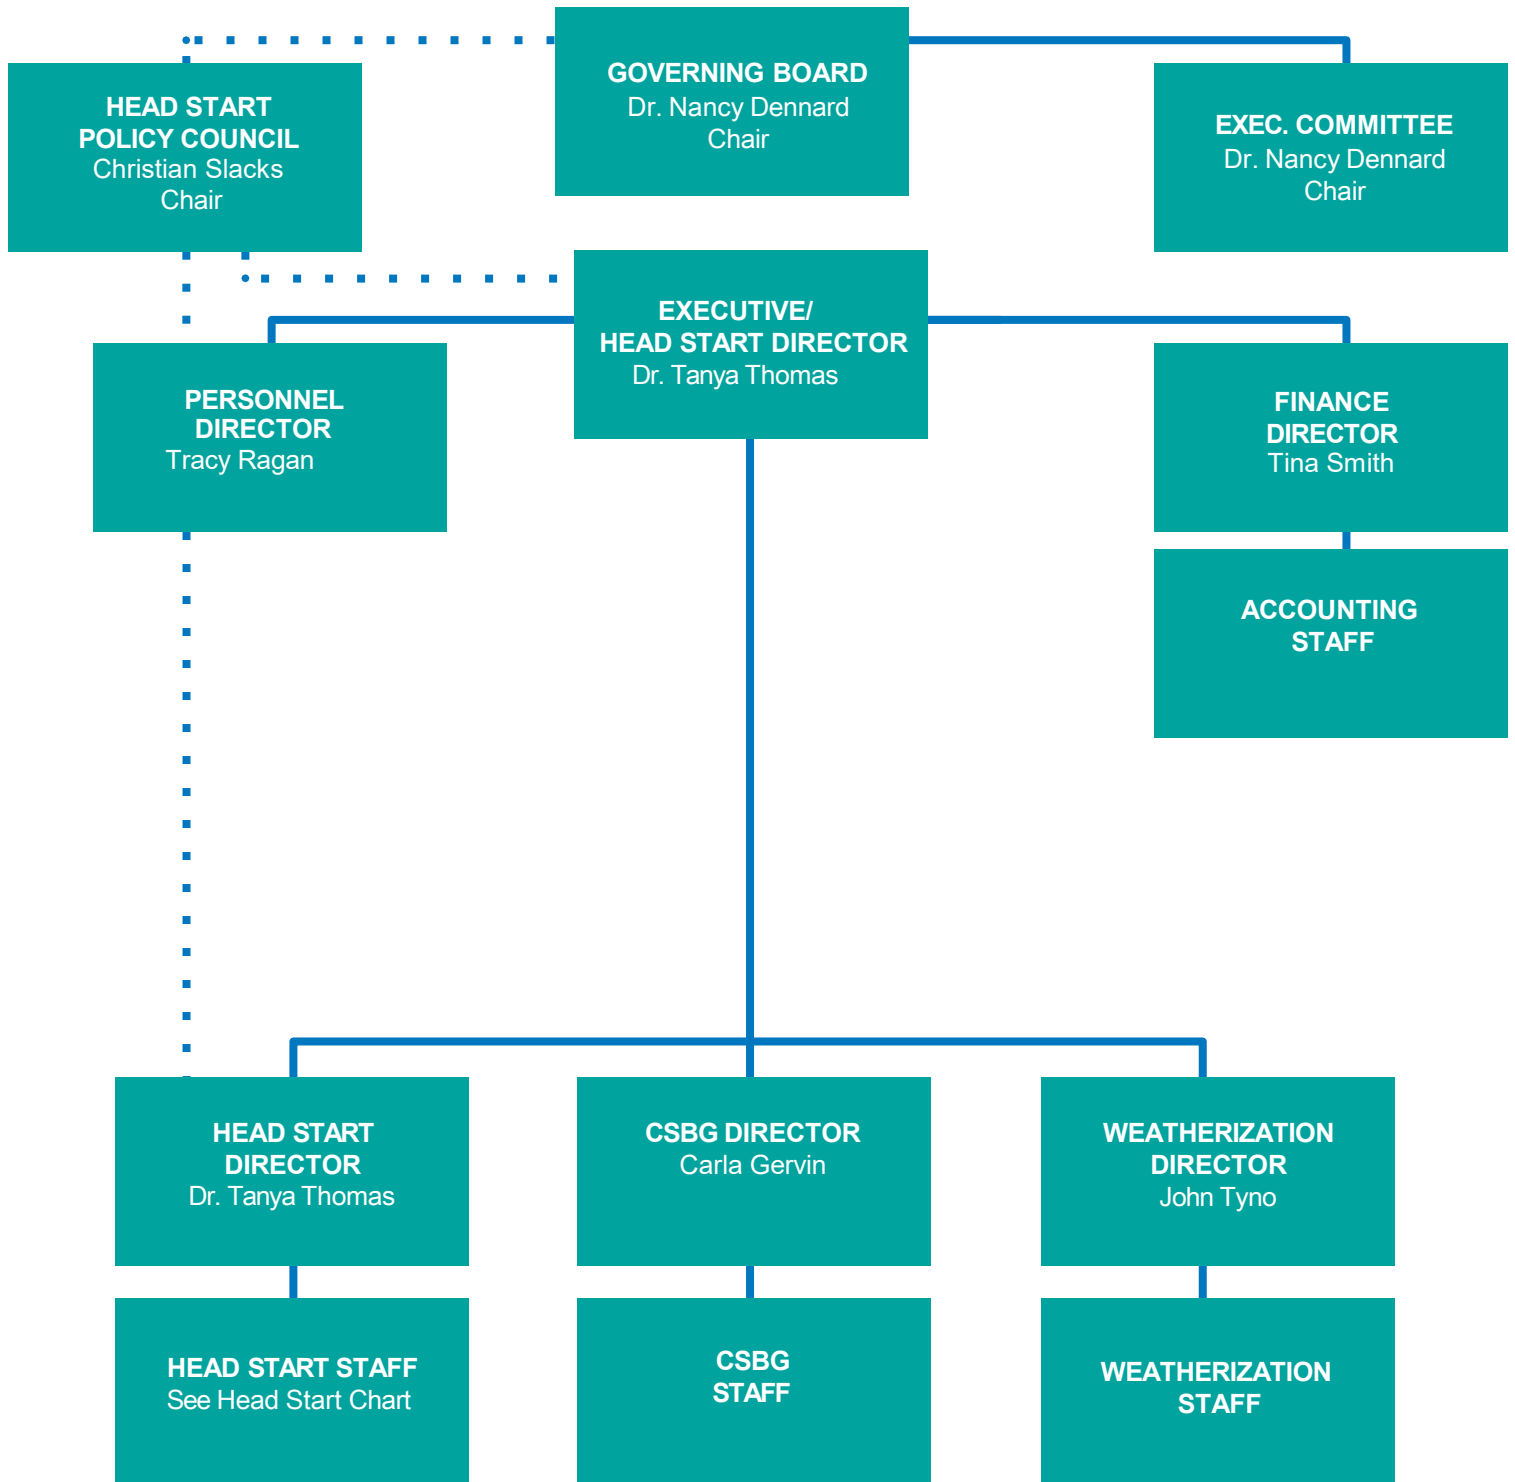 GOVERNING BOARD
Dr. Nancy Dennard
Chair
HEAD START
POLICY COUNCIL
Christian Slacks
Chair
EXEC. COMMITTEE
Dr. Nancy Dennard
Chair
EXECUTIVE/
HEAD START DIRECTOR
Dr. Tanya Thomas
PERSONNEL
DIRECTOR
Tracy Ragan
FINANCE
DIRECTOR
Tina Smith
ACCOUNTING
STAFF
HEAD START
DIRECTOR
Dr. Tanya Thomas
CSBG DIRECTOR
Carla Gervin
WEATHERIZATION
DIRECTOR
John Tyno
HEAD START STAFF
See Head Start Chart
CSBG
STAFF
WEATHERIZATION
STAFF